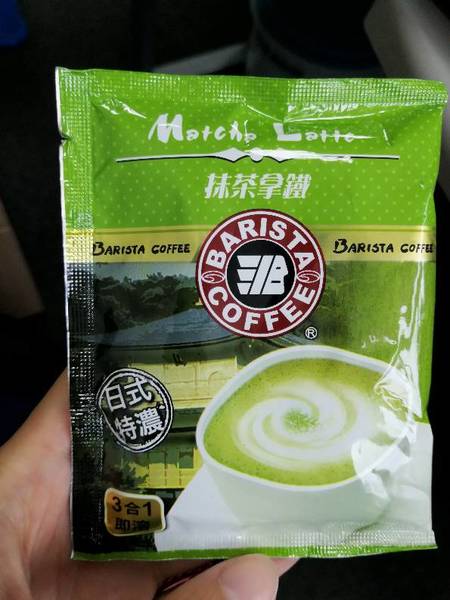 Matcha Latte
抹茶拿鐵
BARISTA COFFEE
BARISTA COFFEE
BARISTA
B
COFFEE
®
日式
特濃
3合1
即溶